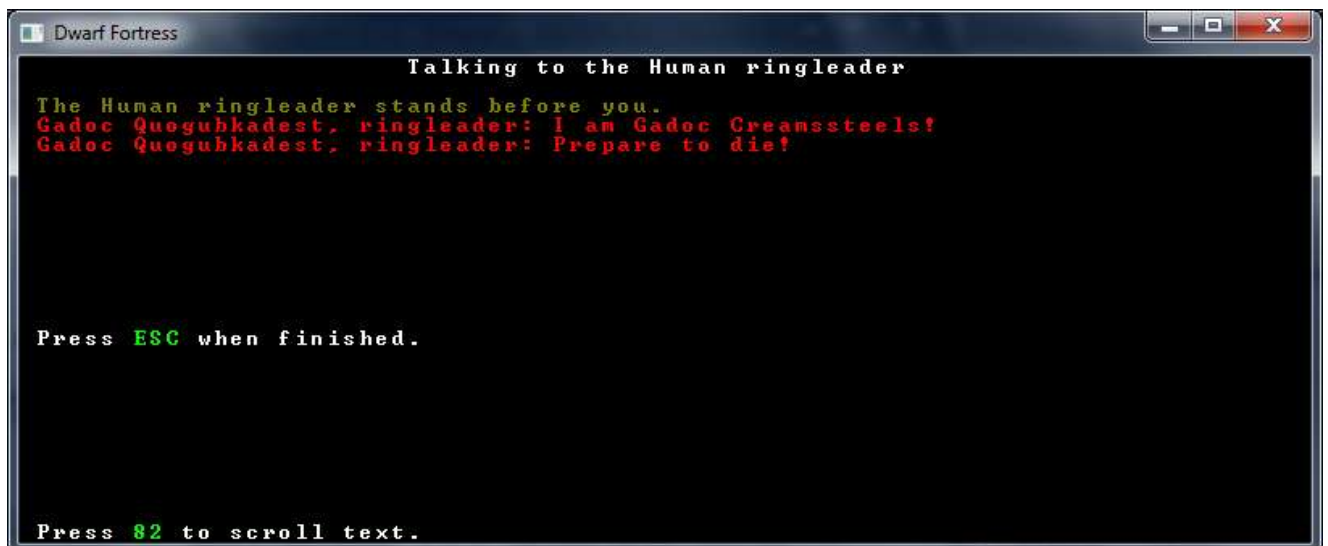 Dwarf Fortress
Talking to the Human ringleader
The Human ringleader stands before you.
Gadoc Quogubkadest, ringleader: I am Gadoc Creamssteels!
Gadoc Quogubkadest, ringleader: Prepare to die!
Press ESC when finished.
Press 82 to scroll text.